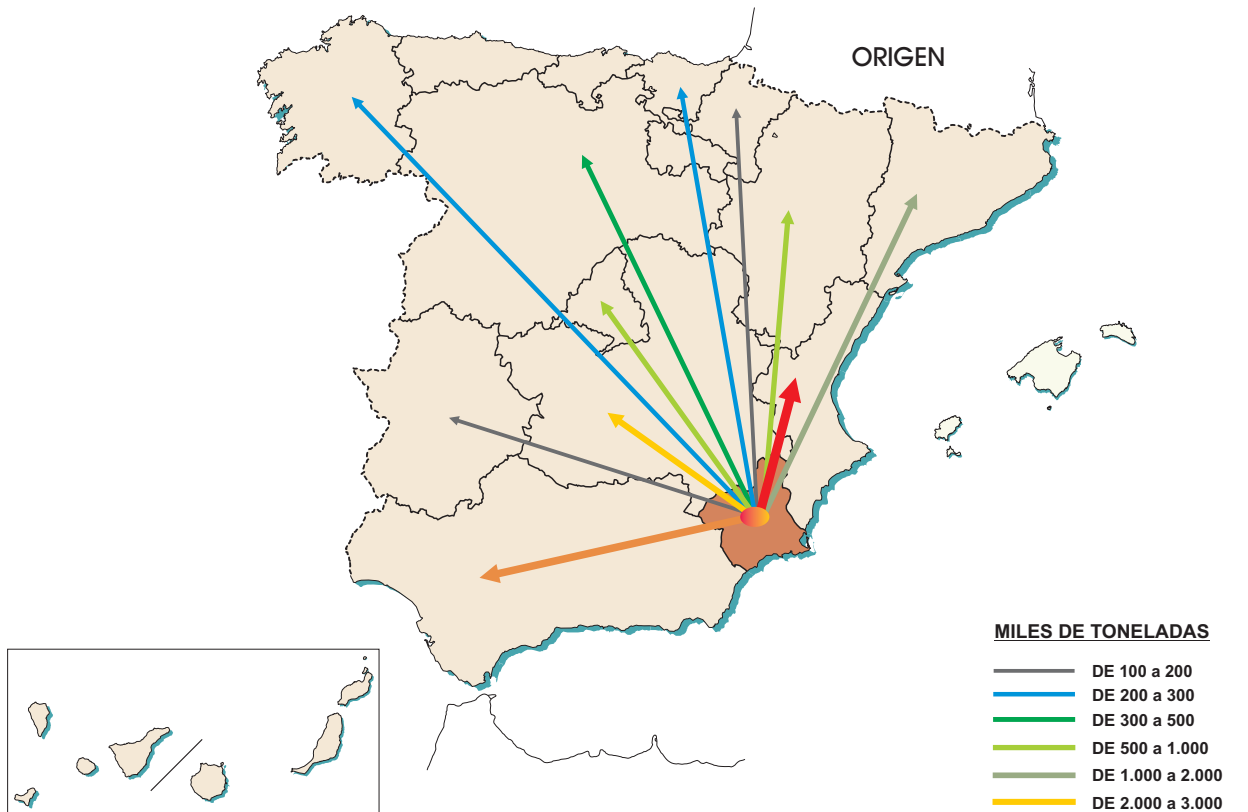 ORIGEN
MILES DE TONELADAS
DE 100 a 200
DE 200 a 300
DE 300 a 500
DE 500 a 1.000
DE 1.000 a 2.000
DE 2.000 a 3.000